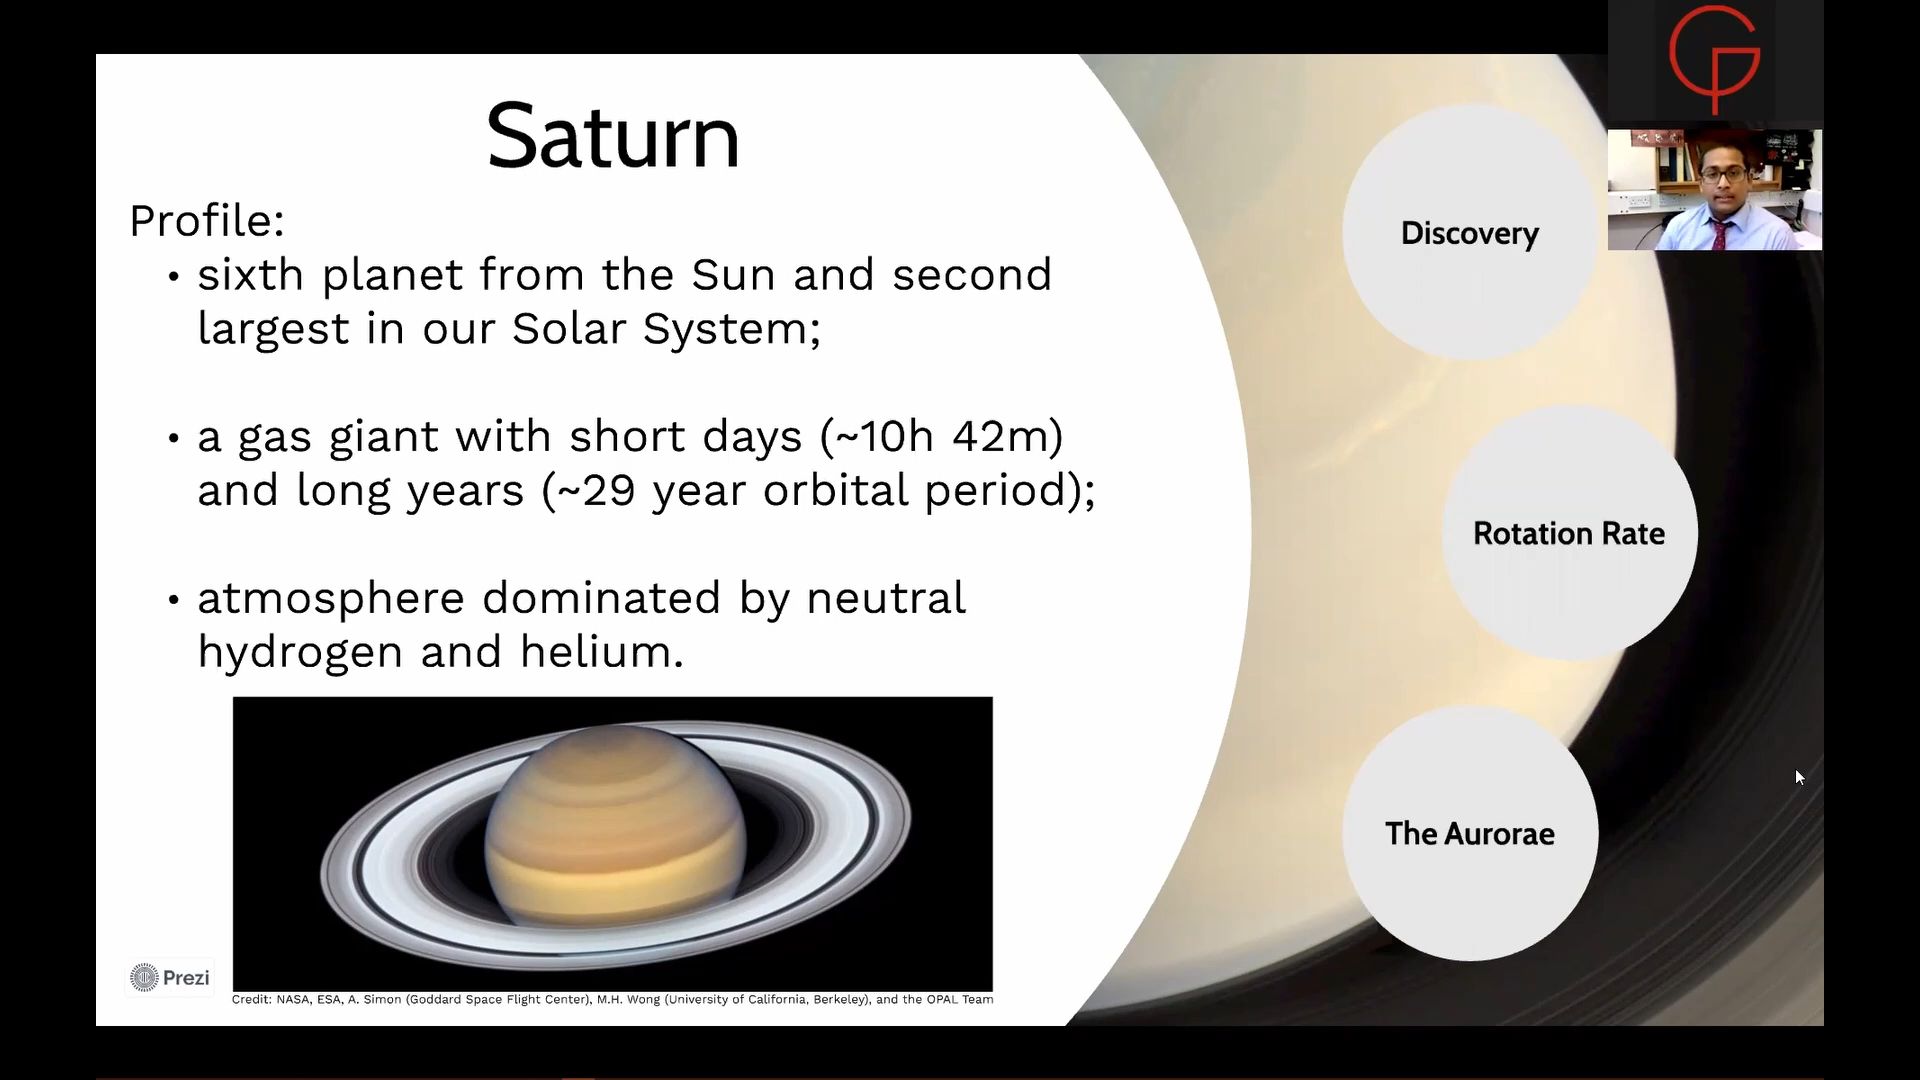 Saturn
Profile:
• sixth planet from the Sun and second
largest in our Solar System;
• a gas giant with short days (~10h 42m)
and long years (~29 year orbital period);
• atmosphere dominated by neutral
hydrogen and helium.
Prezi
Credit: NASA, ESA, A. Simon (Goddard Space Flight Center), M.H. Wong (University of California, Berkeley), and the OPAL Team
Discovery
Rotation Rate
The Aurorae